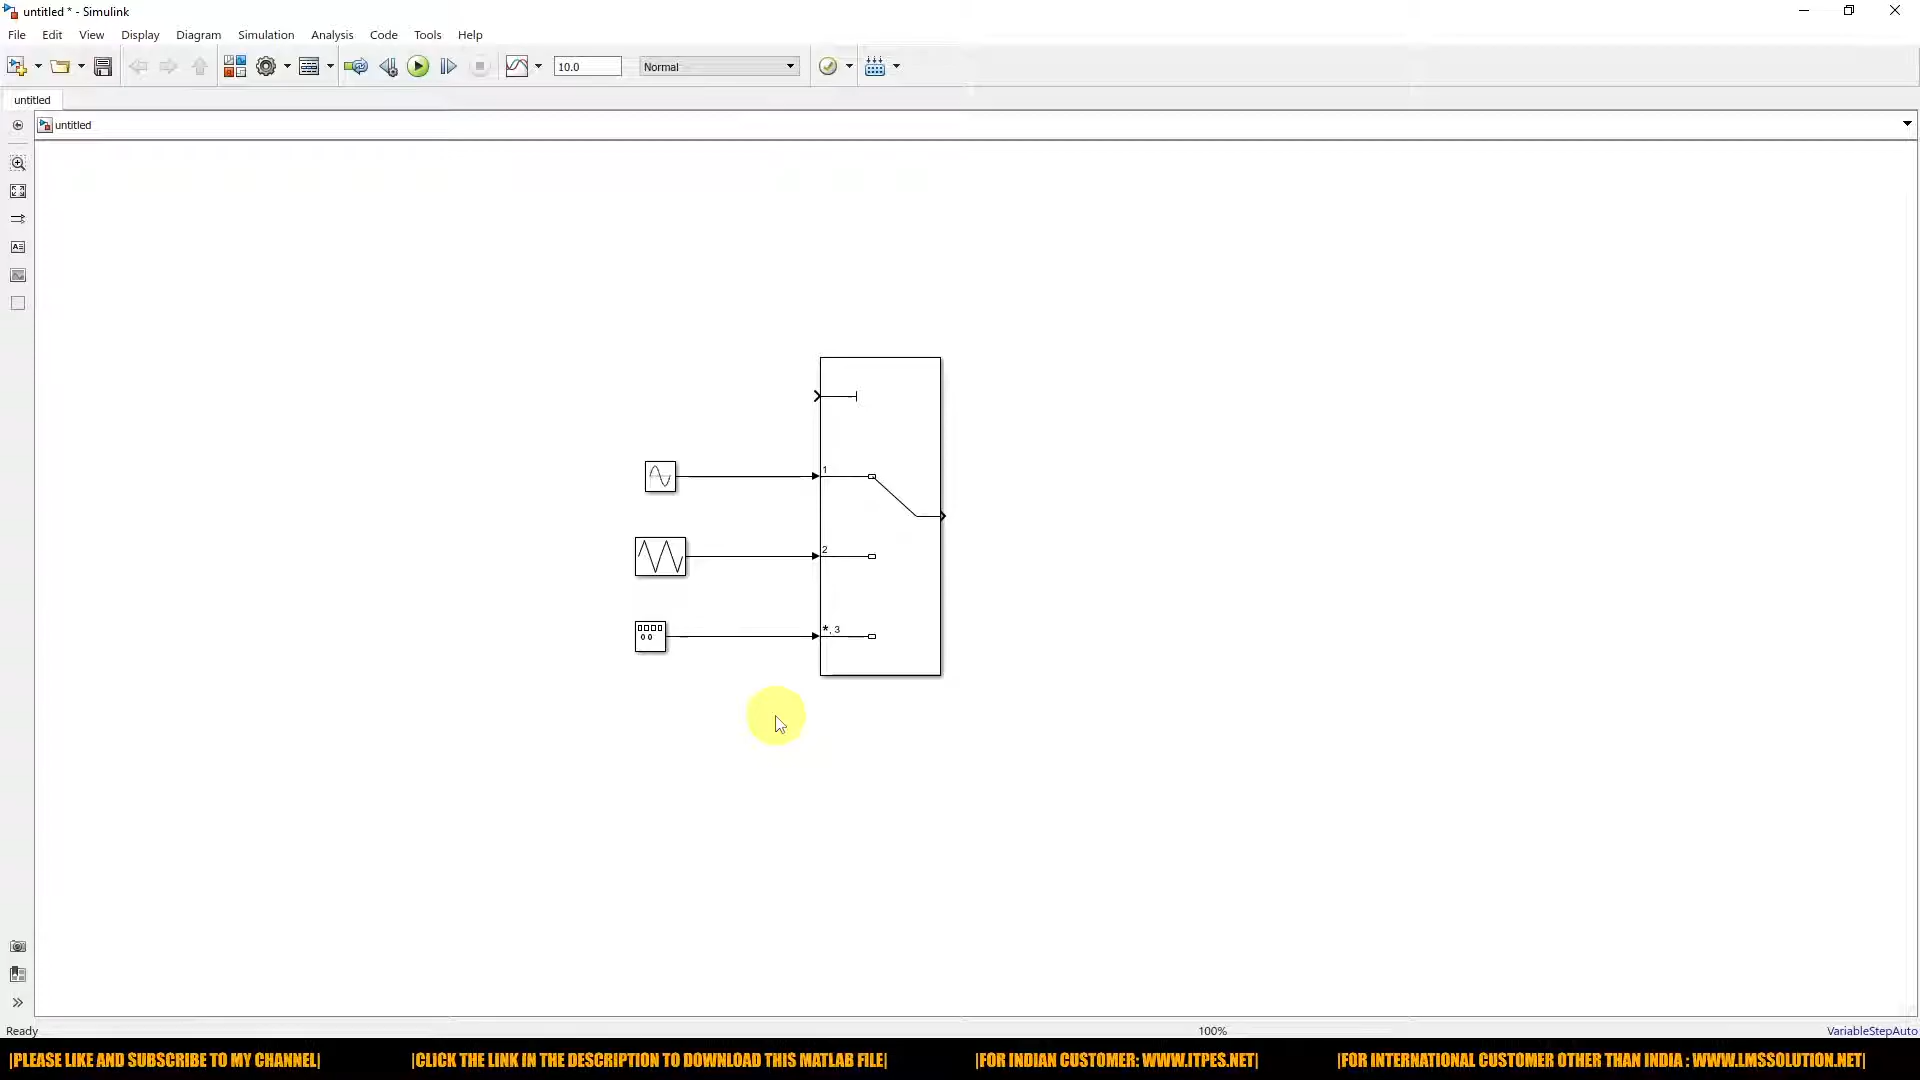 untitled * - Simulink
File Edit View Display Diagram Simulation Analysis Code Tools Help
10.0 Normal
untitled
untitled
1
2
*, 3
Ready 100% VariableStepAuto
|PLEASE LIKE AND SUBSCRIBE TO MY CHANNEL| |CLICK THE LINK IN THE DESCRIPTION TO DOWNLOAD THIS MATLAB FILE| |FOR INDIAN CUSTOMER: WWW.ITPES.NET| |FOR INTERNATIONAL CUSTOMER OTHER THAN INDIA : WWW.LMSSOLUTION.NET|